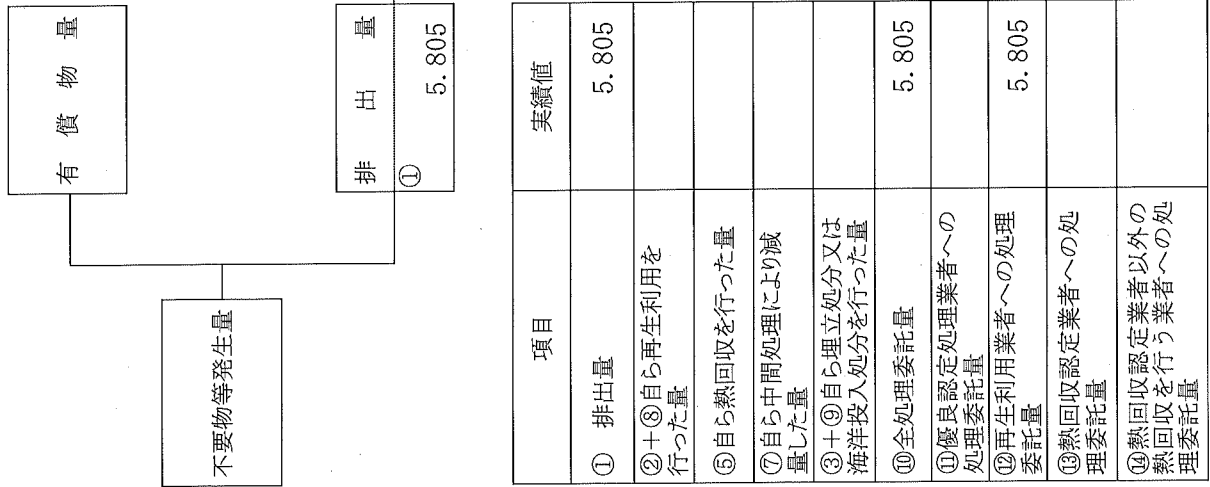 有償物量
不要物等発生量
排出量
①
5.805
項目
実績値
① 排出量
5.805
②+⑧自ら再生利用を
行った量
⑤自ら熱回収を行った量
⑦自ら中間処理により減
量した量
③+⑨自ら埋立処分又は
海洋投入処分を行った量
⑩全処理委託量
5.805
⑪優良認定処理業者への
処理委託量
⑫再生利用業者への処理
委託量
5.805
⑬熱回収認定業者への処
理委託量
⑭熱回収認定業者以外の
熱回収を行う業者への処
理委託量